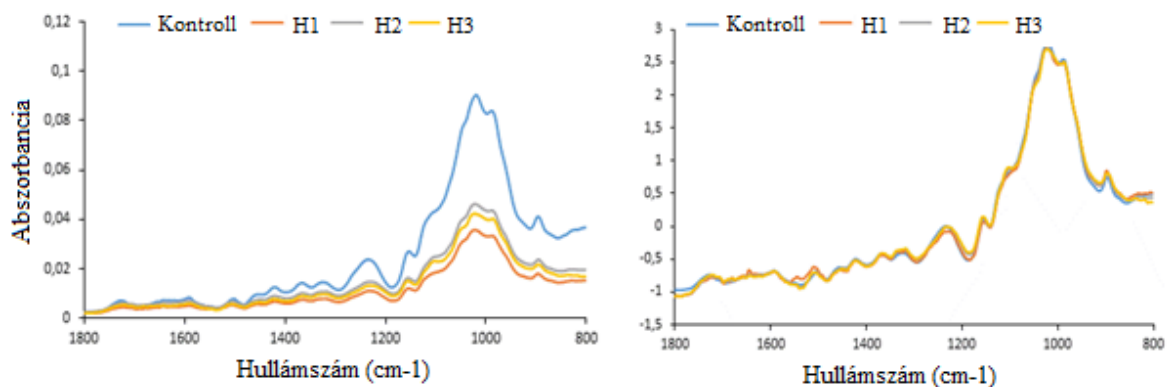 Kontroll H1 H2 H3
0,12
0,1
0,08
0,06
0,04
0,02
0
Abszorbancia
1800 1600 1400 1200 1000 800
Hullámszám (cm-1)
Kontroll H1 H2 H3
3
2,5
2
1,5
1
0,5
0
-0,5
-1
-1,5
1800 1600 1400 1200 1000 800
Hullámszám (cm-1)